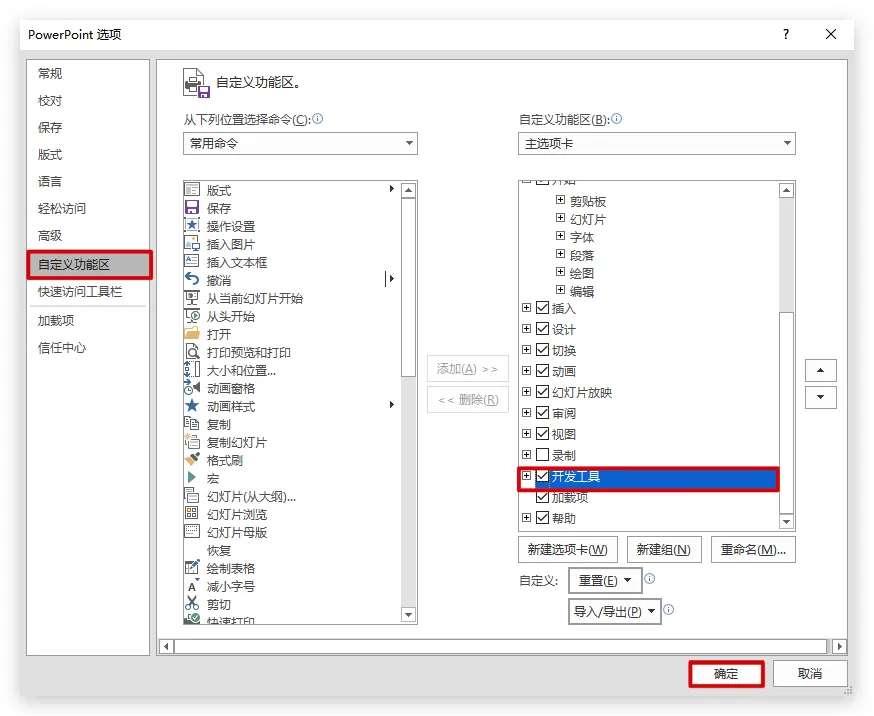 PowerPoint 选项
?
常规
校对
保存
版式
语言
轻松访问
高级
自定义功能区
快速访问工具栏
加载项
信任中心
自定义功能区。
从下列位置选择命令(C):
常用命令
版式
保存
操作设置
插入图片
插入文本框
撤消
从当前幻灯片开始
从头开始
打开
打印预览和打印
大小和位置...
动画窗格
动画样式
复制
复制幻灯片
格式刷
宏
幻灯片(从大纲)...
幻灯片浏览
幻灯片母版
恢复
绘制表格
减小字号
剪切
快速打印
添加(A) >>
<< 删除(R)
自定义功能区(B):
主选项卡
开始
剪贴板
幻灯片
字体
段落
绘图
编辑
插入
设计
切换
动画
幻灯片放映
审阅
视图
录制
开发工具
加载项
帮助
新建选项卡(W)
新建组(N)
重命名(M)...
自定义:
重置(E)
导入/导出(P)
确定
取消